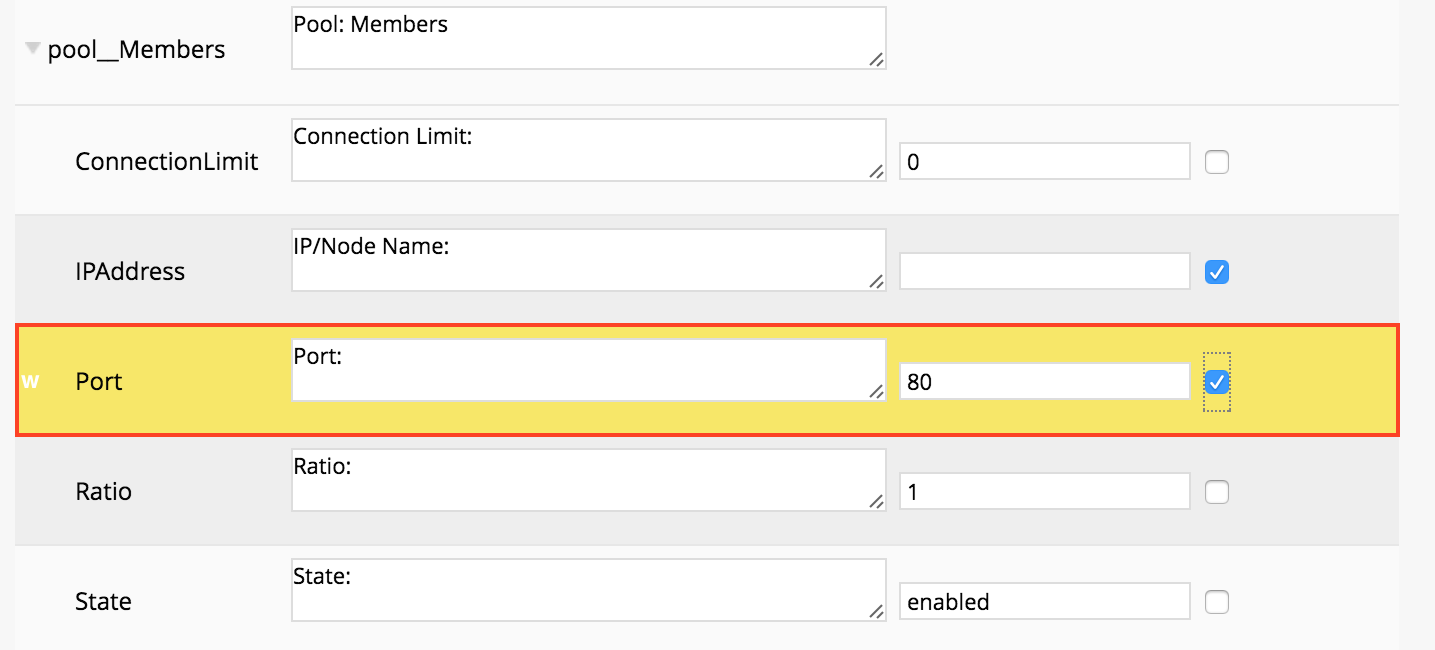 pool__Members
Pool: Members
ConnectionLimit
Connection Limit:
0
IPAddress
IP/Node Name:
w
Port
Port:
80
Ratio
Ratio:
1
State
State:
enabled